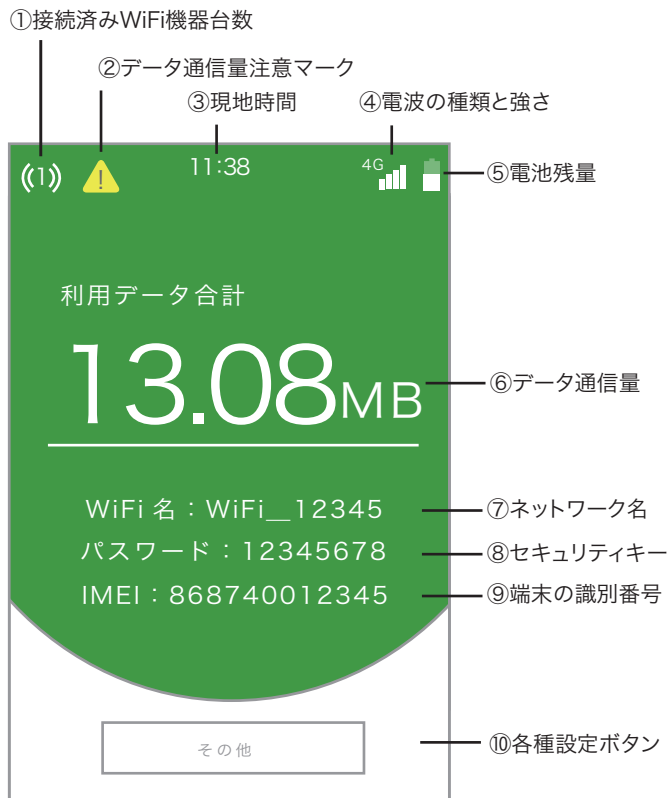 ①接続済みWiFi機器台数
②データ通信量注意マーク
③現地時間
④電波の種類と強さ
((1))
!
11:38
4G
⑤電池残量
利用データ合計
13.08MB
⑥データ通信量
WiFi 名：WiFi__12345
⑦ネットワーク名
パスワード：12345678
⑧セキュリティキー
IMEI：868740012345
⑨端末の識別番号
その他
⑩各種設定ボタン